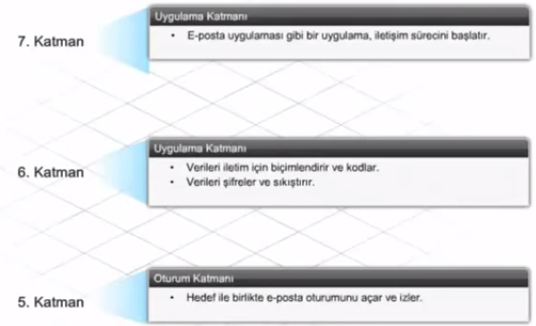 Uygulama Katmanı
7. Katman
• E-posta uygulaması gibi bir uygulama, iletişim sürecini başlatır.
Uygulama Katmanı
6. Katman
• Verileri iletim için biçimlendirir ve kodlar.
• Verileri şifreler ve sıkıştırır.
Oturum Katmanı
5. Katman
• Hedef ile birlikte e-posta oturumunu açar ve izler.